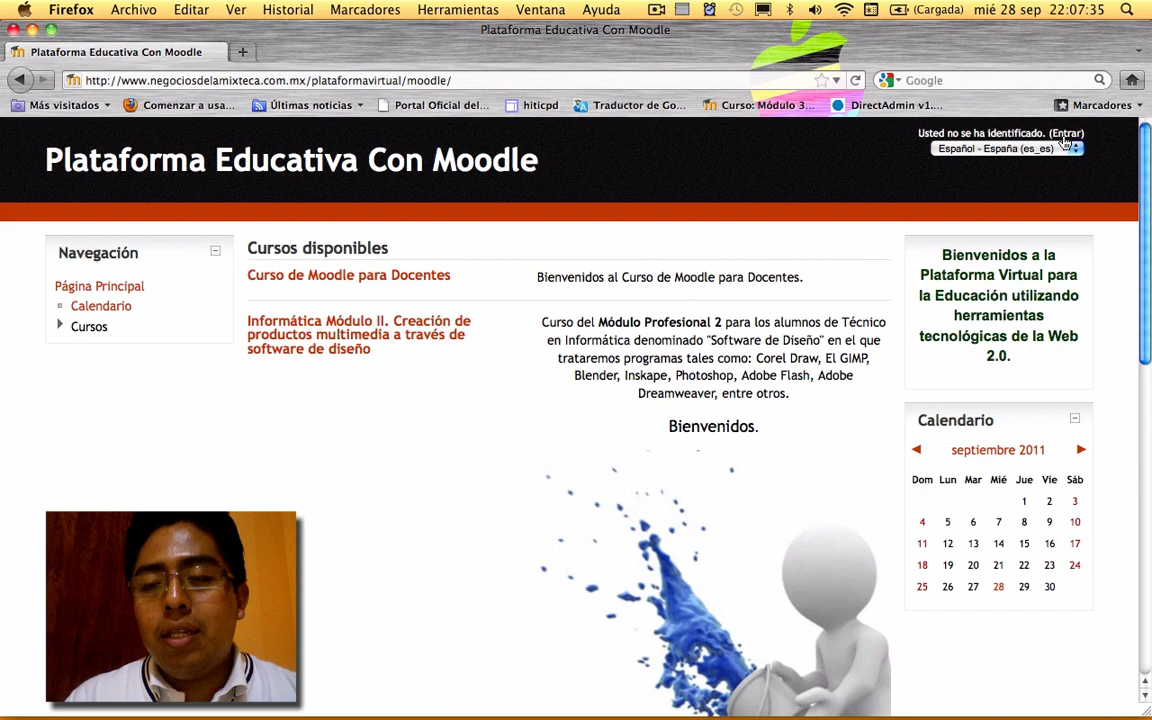 Firefox Archivo Editar Ver Historial Marcadores Herramientas Ventana Ayuda (Cargada) mié 28 sep 22:07:35
Plataforma Educativa Con Moodle
Plataforma Educativa Con Moodle
http://www.negociosdelamixteca.com.mx/plataformavirtual/moodle/ Google
Más visitados Comenzar a usa... Últimas noticias Portal Oficial del... hiticpd Traductor de Go... Curso: Módulo 3... DirectAdmin v1.... Marcadores
Usted no se ha identificado. (Entrar)
Español - España (es_es)
Plataforma Educativa Con Moodle
Navegación
Página Principal
Calendario
Cursos
Cursos disponibles
Curso de Moodle para Docentes
Bienvenidos al Curso de Moodle para Docentes.
Informática Módulo II. Creación de
productos multimedia a través de
software de diseño
Curso del Módulo Profesional 2 para los alumnos de Técnico
en Informática denominado "Software de Diseño" en el que
trataremos programas tales como: Corel Draw, El GIMP,
Blender, Inskape, Photoshop, Adobe Flash, Adobe
Dreamweaver, entre otros.
Bienvenidos.
Bienvenidos a la
Plataforma Virtual para
la Educación utilizando
herramientas
tecnológicas de la Web
2.0.
Calendario
septiembre 2011
Dom Lun Mar Mié Jue Vie Sáb
1 2 3
4 5 6 7 8 9 10
11 12 13 14 15 16 17
18 19 20 21 22 23 24
25 26 27 28 29 30